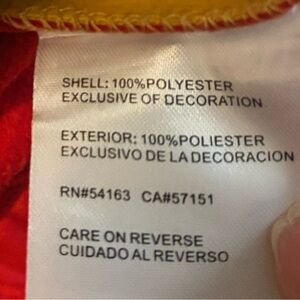 SHELL: 100%POLYESTER
EXCLUSIVE OF DECORATION
EXTERIOR: 100%POLIESTER
EXCLUSIVO DE LA DECORACION
RN#54163 CA#57151
CARE ON REVERSE
CUIDADO AL REVERSO